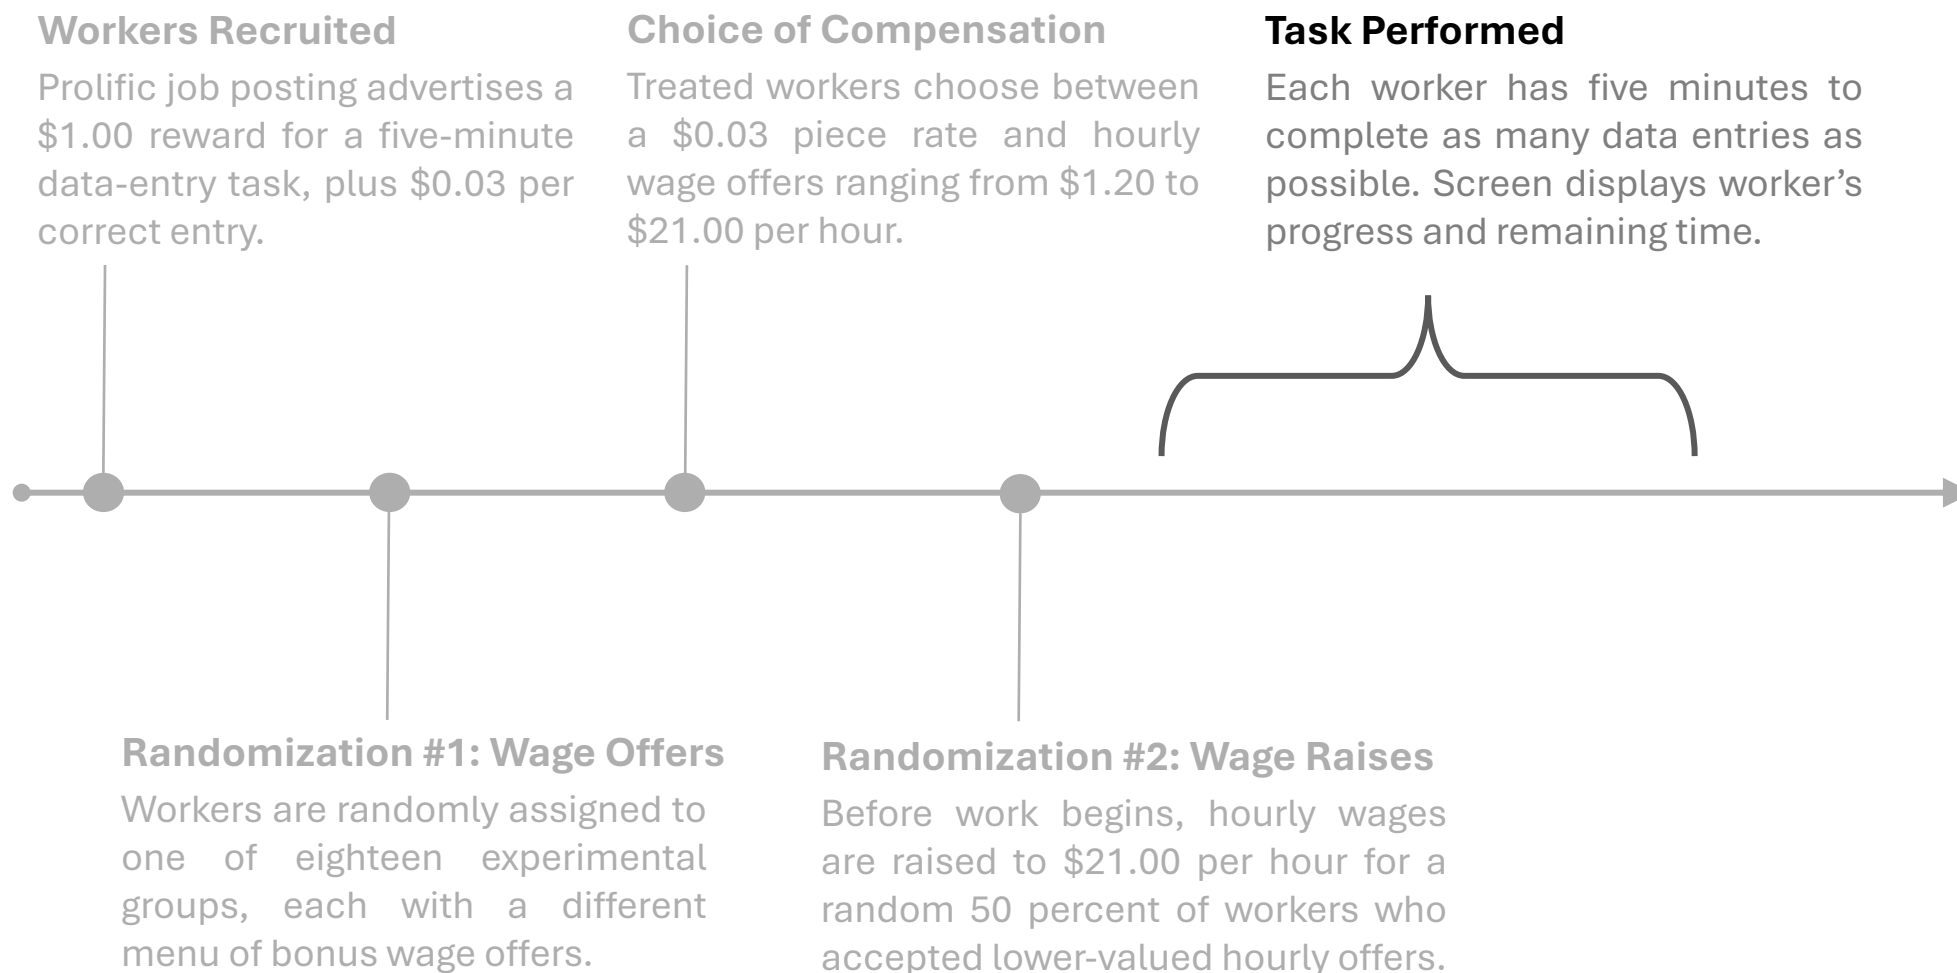 Workers Recruited
Prolific job posting advertises a
$1.00 reward for a five-minute
data-entry task, plus $0.03 per
correct entry.
Choice of Compensation
Treated workers choose between
a $0.03 piece rate and hourly
wage offers ranging from $1.20 to
$21.00 per hour.
Task Performed
Each worker has five minutes to
complete as many data entries as
possible. Screen displays worker’s
progress and remaining time.
Randomization #1: Wage Offers
Workers are randomly assigned to
one of eighteen experimental
groups, each with a different
menu of bonus wage offers.
Randomization #2: Wage Raises
Before work begins, hourly wages
are raised to $21.00 per hour for a
random 50 percent of workers who
accepted lower-valued hourly offers.